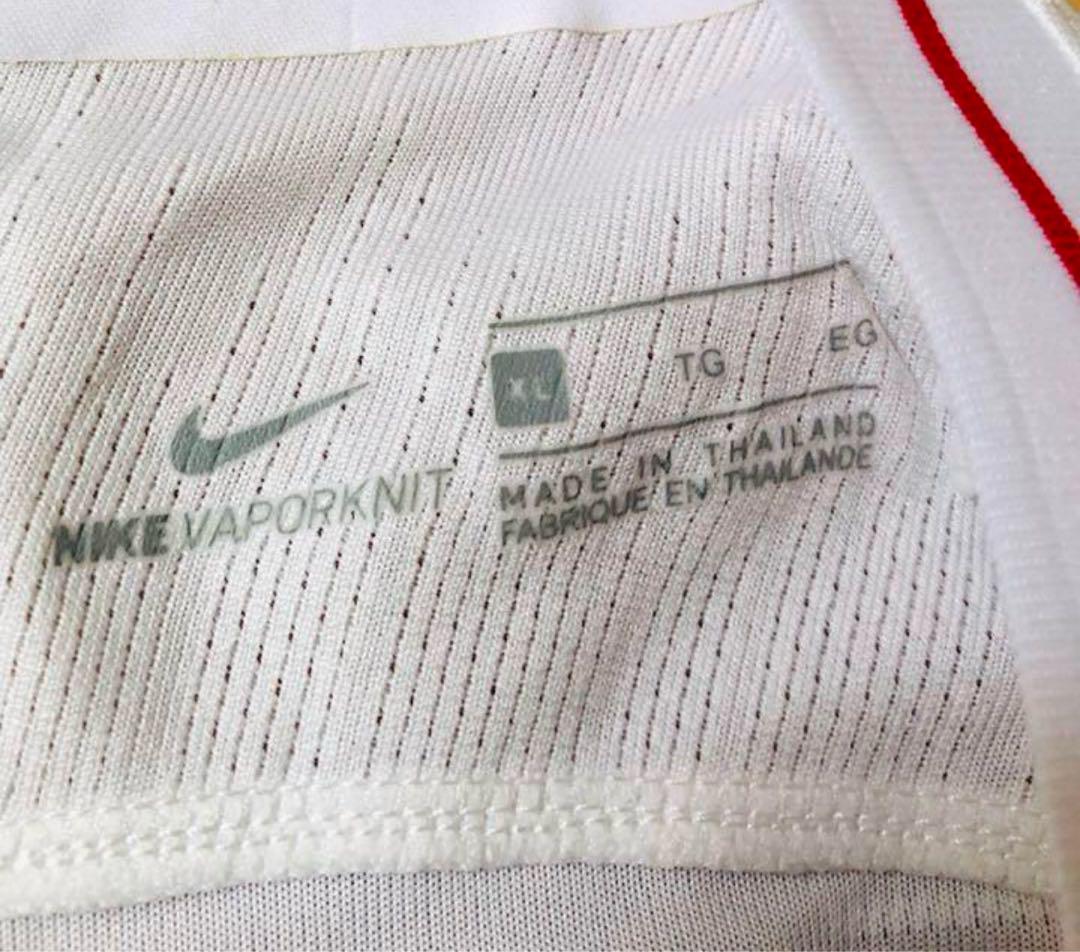 XL TG EG
NIKE VAPORKNIT
MADE IN THAILAND
FABRIQUE EN THAILANDE